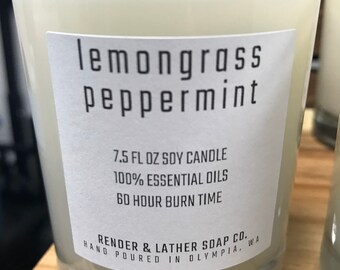 lemongrass
peppermint
7.5 FL OZ SOY CANDLE
100% ESSENTIAL OILS
60 HOUR BURN TIME
RENDER & LATHER SOAP CO.
HAND POURED IN OLYMPIA, WA